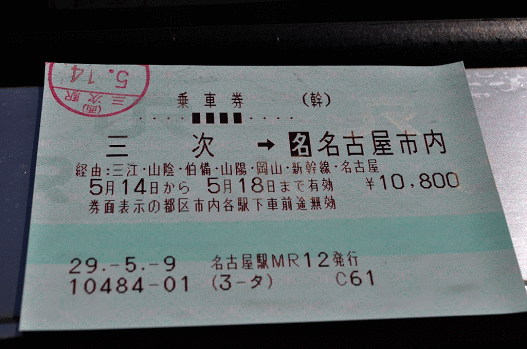 5.14
(西)三次駅
乗車券 (幹)
‥‥■■■■‥‥
三次 → 名 名古屋市内
経由:三江・山陰・伯備・山陽・岡山・新幹線・名古屋
5月14日から 5月18日まで有効 ¥10,800
券面表示の都区市内各駅下車前途無効
29.-5.-9 名古屋駅MR12発行
10484-01 (3-タ) C61